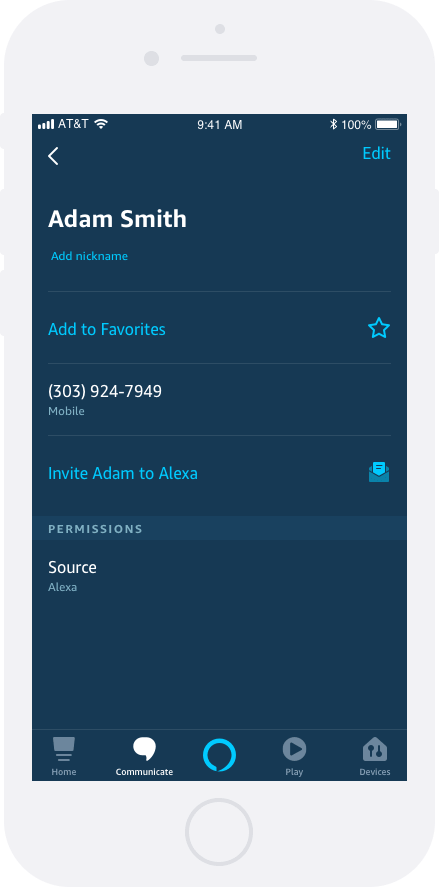 AT&T 9:41 AM 100%
Edit
Adam Smith
Add nickname
Add to Favorites
(303) 924-7949
Mobile
Invite Adam to Alexa
PERMISSIONS
Source
Alexa
Home Communicate Play Devices